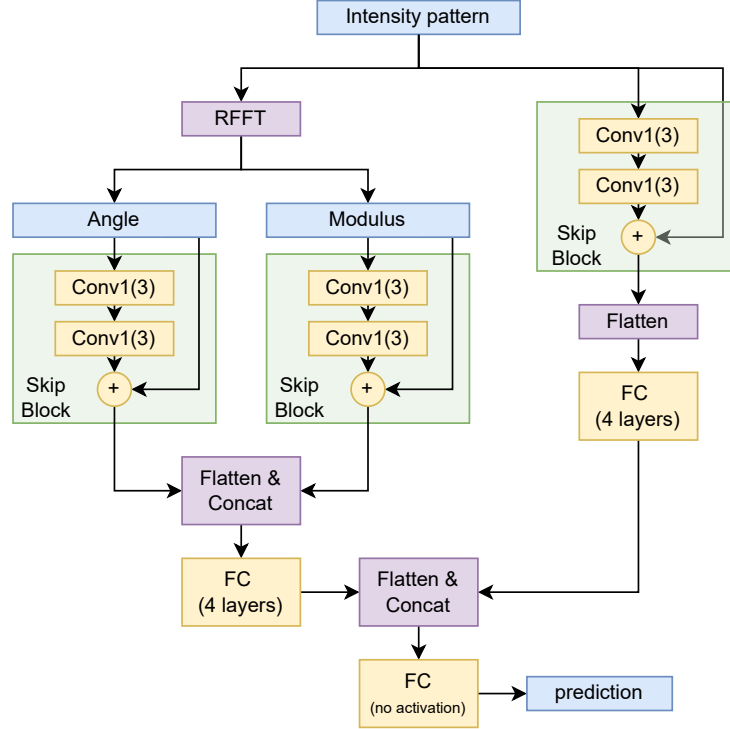 Intensity pattern
RFFT
Angle
Modulus
Conv1(3)
Conv1(3)
+
Skip
Block
Conv1(3)
Conv1(3)
+
Skip
Block
Conv1(3)
Conv1(3)
+
Skip
Block
Flatten
FC
(4 layers)
Flatten &
Concat
FC
(4 layers)
Flatten &
Concat
FC
(no activation)
prediction